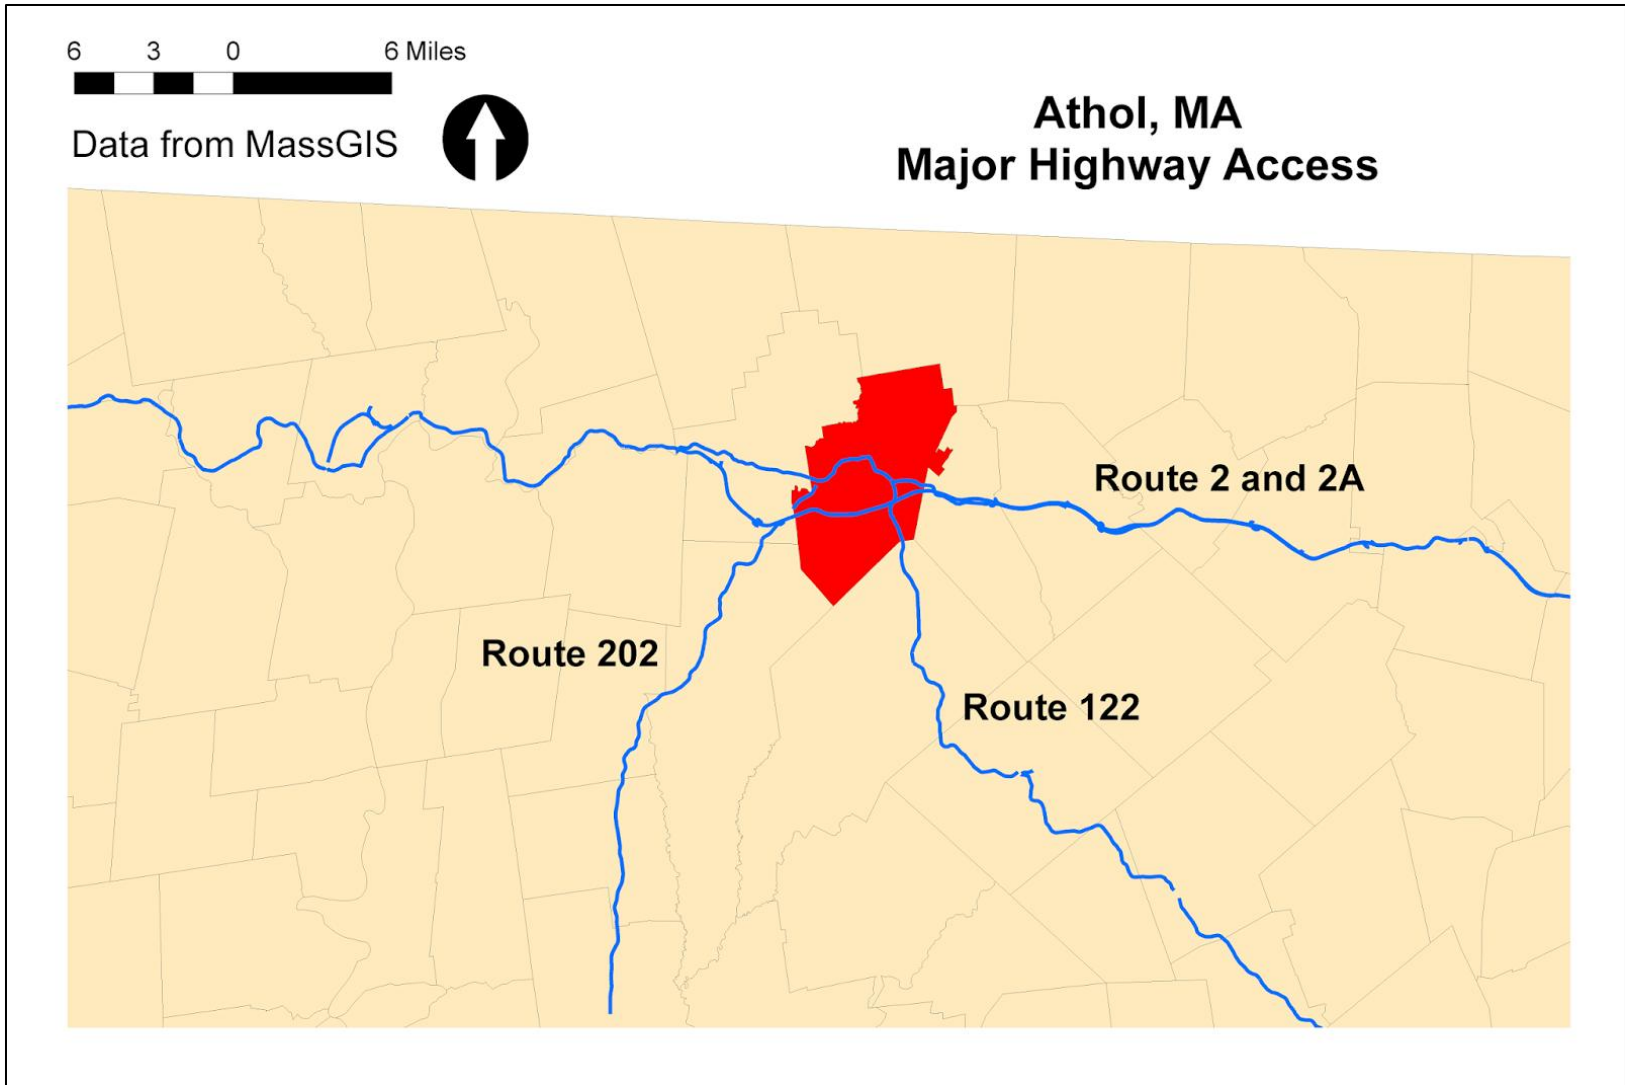 6 3 0 6 Miles
Data from MassGIS
Athol, MA
Major Highway Access
Route 2 and 2A
Route 202
Route 122